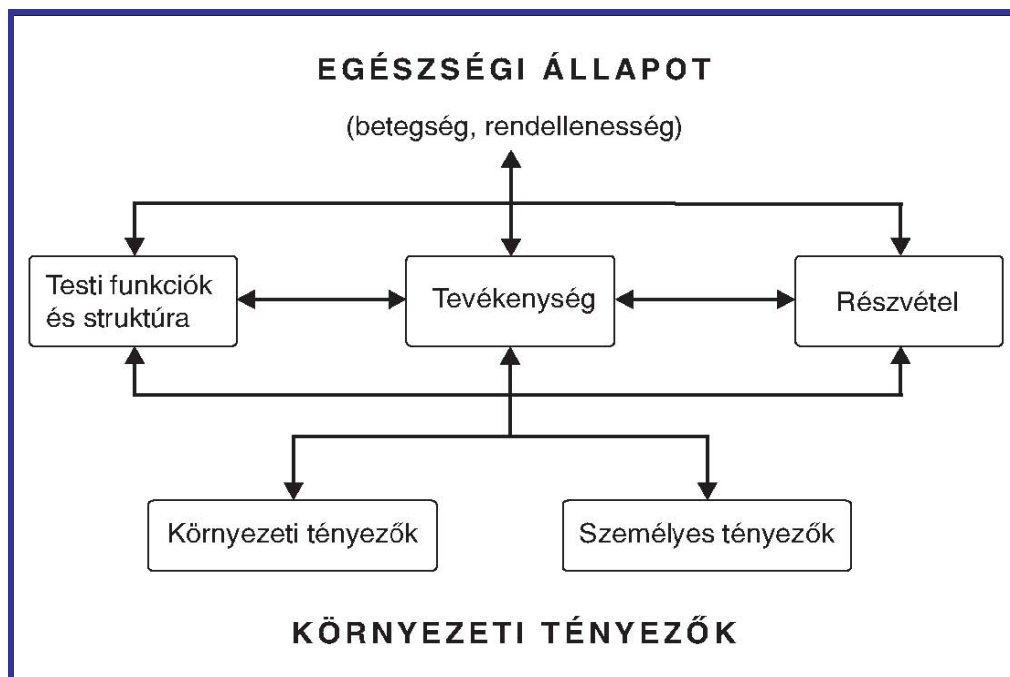 EGÉSZSÉGI ÁLLAPOT
(betegség, rendellenesség)
Testi funkciók
és struktúra
Tevékenység
Részvétel
Környezeti tényezők
Személyes tényezők
KÖRNYEZETI TÉNYEZŐK